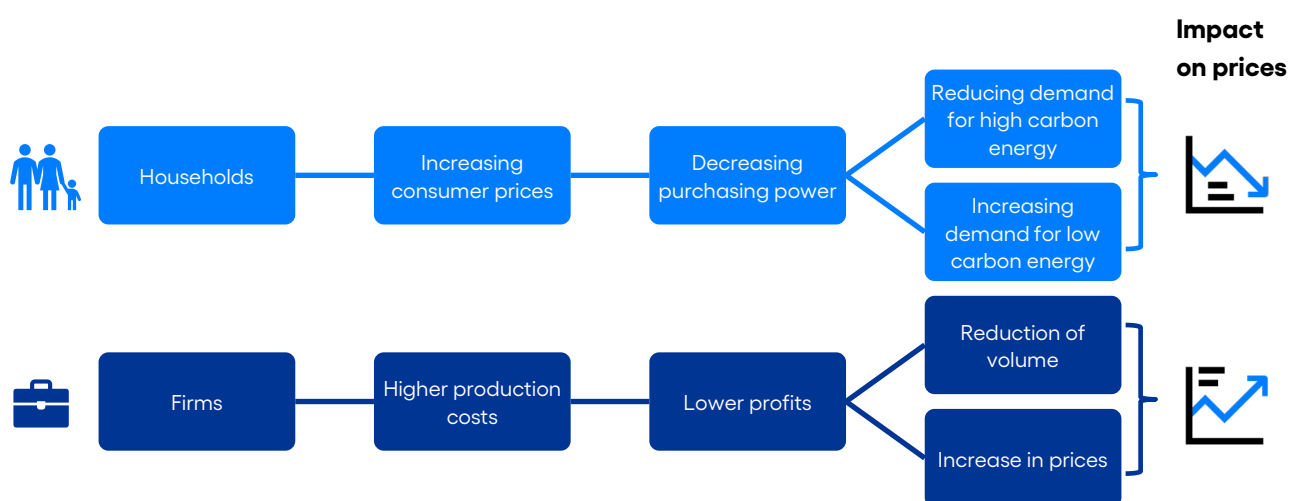 Impact
on prices
Households
Increasing
consumer prices
Decreasing
purchasing power
Reducing demand
for high carbon
energy
Increasing
demand for low
carbon energy
Firms
Higher production
costs
Lower profits
Reduction of
volume
Increase in prices